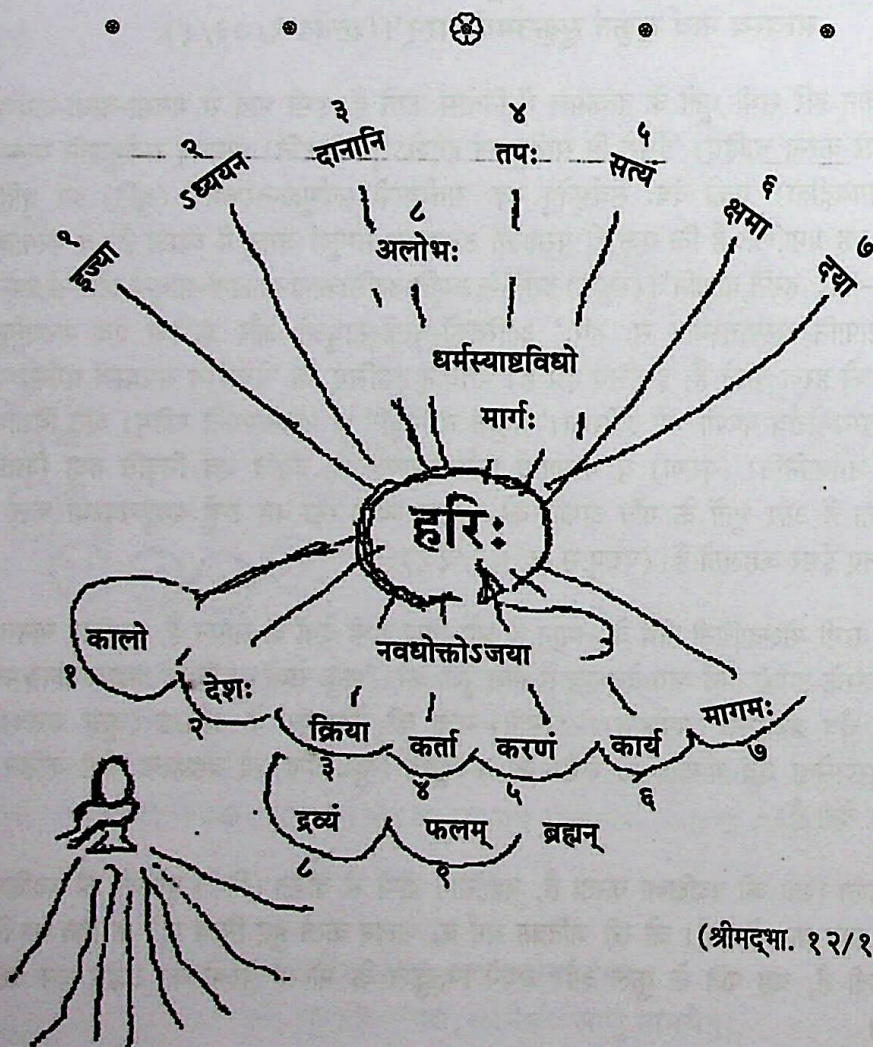 ३ ४
२ दानानि तपः ५
ऽध्ययन सत्यं ६
१ ८ क्षमा ७
इज्या अलोभः दया
धर्मस्याष्टविधो
मार्गः
हरिः
कालो नवधोक्तोऽजया
१ देशः मागमः
२ क्रिया कर्ता करणं कार्य ७
३ ४ ५ ६
द्रव्यं फलम् ब्रह्मन्
८ ९
(श्रीमद्भा. १२/१